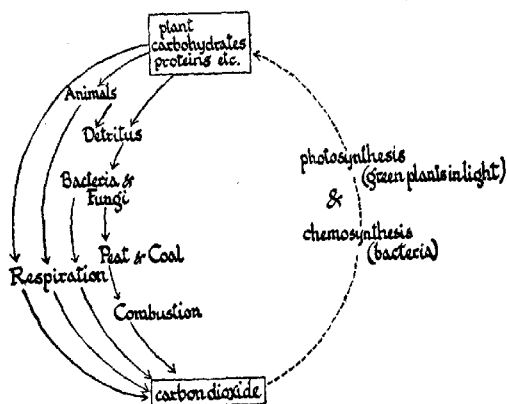 plant
carbohydrates
proteins etc.
Animals
Detritus
Bacteria &
Fungi
Peat & Coal
Respiration
Combustion
carbon dioxide
photosynthesis
(green plants in light)
&
chemosynthesis
(bacteria)